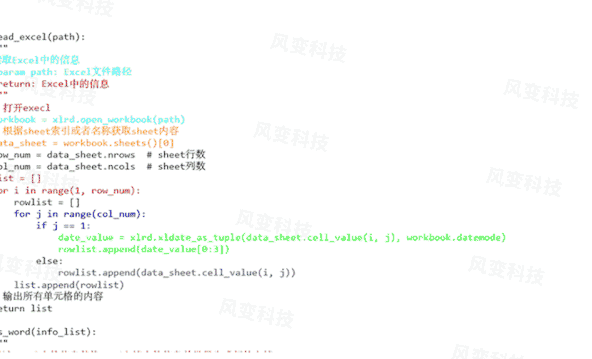 ead_excel(path):
""
取Excel中的信息
param path: Excel文件路径
return: Excel中的信息
""
打开execl
orkbook = xlrd.open_workbook(path)
根据sheet索引或者名称获取sheet内容
ata_sheet = workbook.sheets()[0]
ow_num = data_sheet.nrows # sheet行数
ol_num = data_sheet.ncols # sheet列数
ist = []
or i in range(1, row_num):
rowlist = []
for j in range(col_num):
if j == 1:
date_value = xlrd.xldate_as_tuple(data_sheet.cell_value(i, j), workbook.datemode)
rowlist.append(date_value[0:3])
else:
rowlist.append(data_sheet.cell_value(i, j))
list.append(rowlist)
输出所有单元格的内容
eturn list
s_word(info_list):
""
风变科技
风变科技
风变科技
风变科技
风变科技
风变科技
风变科技
风变科技